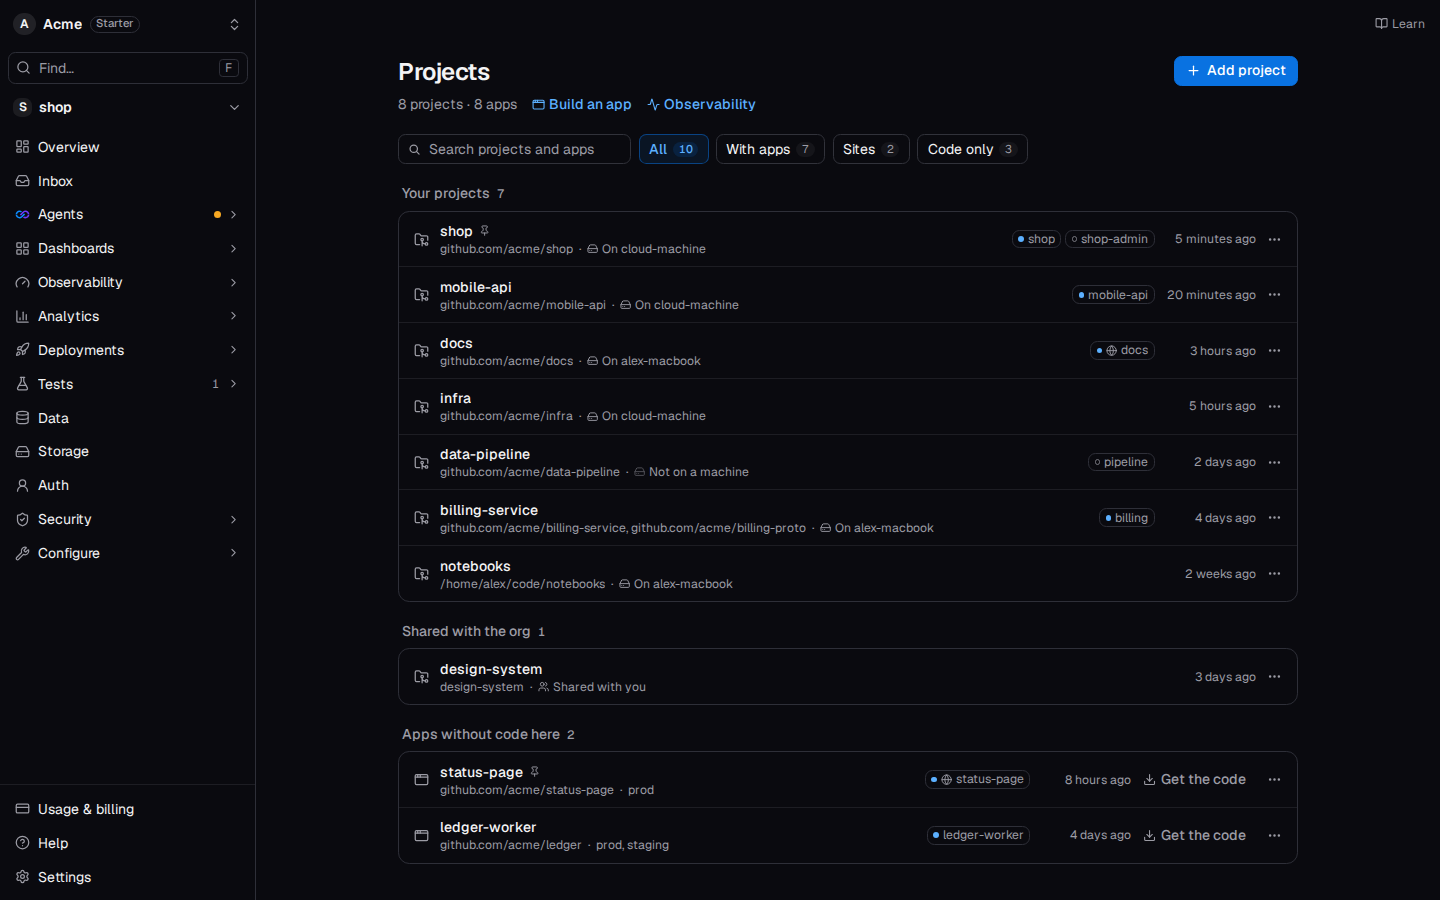 A Acme Starter
Find... F
S shop
Overview
Inbox
Agents
Dashboards
Observability
Analytics
Deployments
Tests 1
Data
Storage
Auth
Security
Configure
Usage & billing
Help
Settings
Learn
Projects
Add project
8 projects · 8 apps Build an app Observability
Search projects and apps All 10 With apps 7 Sites 2 Code only 3
Your projects 7
shop
github.com/acme/shop · On cloud-machine
shop shop-admin 5 minutes ago
mobile-api
github.com/acme/mobile-api · On cloud-machine
mobile-api 20 minutes ago
docs
github.com/acme/docs · On alex-macbook
docs 3 hours ago
infra
github.com/acme/infra · On cloud-machine
5 hours ago
data-pipeline
github.com/acme/data-pipeline · Not on a machine
pipeline 2 days ago
billing-service
github.com/acme/billing-service, github.com/acme/billing-proto · On alex-macbook
billing 4 days ago
notebooks
/home/alex/code/notebooks · On alex-macbook
2 weeks ago
Shared with the org 1
design-system
design-system · Shared with you
3 days ago
Apps without code here 2
status-page
github.com/acme/status-page · prod
status-page 8 hours ago Get the code
ledger-worker
github.com/acme/ledger · prod, staging
ledger-worker 4 days ago Get the code